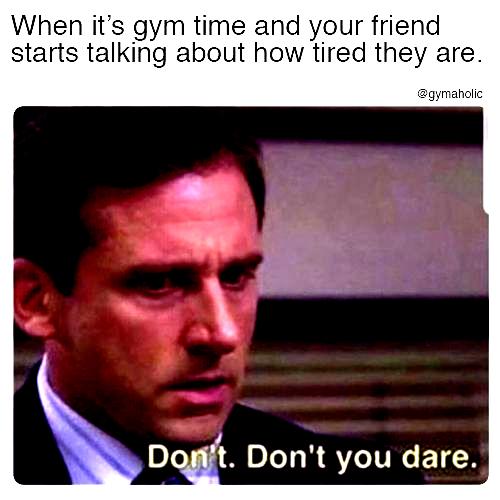 When it’s gym time and your friend
starts talking about how tired they are.
@gymaholic
Don't. Don't you dare.